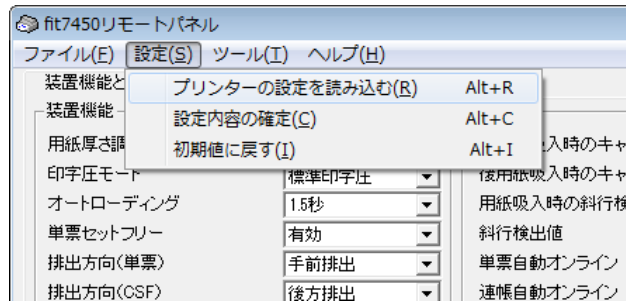 fit7450リモートパネル
ファイル(F) 設定(S) ツール(T) ヘルプ(H)
装置機能と
プリンターの設定を読み込む(R) Alt+R
装置機能
設定内容の確定(C) Alt+C
用紙厚さ調 入時のキャ
初期値に戻す(I) Alt+I
印字圧モード 標準印字圧 後用紙吸入時のキャ
オートローディング 1.5秒 用紙吸入時の斜行検
単票セットフリー 有効 斜行検出値
排出方向(単票) 手前排出 単票自動オンライン
排出方向(CSF) 後方排出 連帳自動オンライン